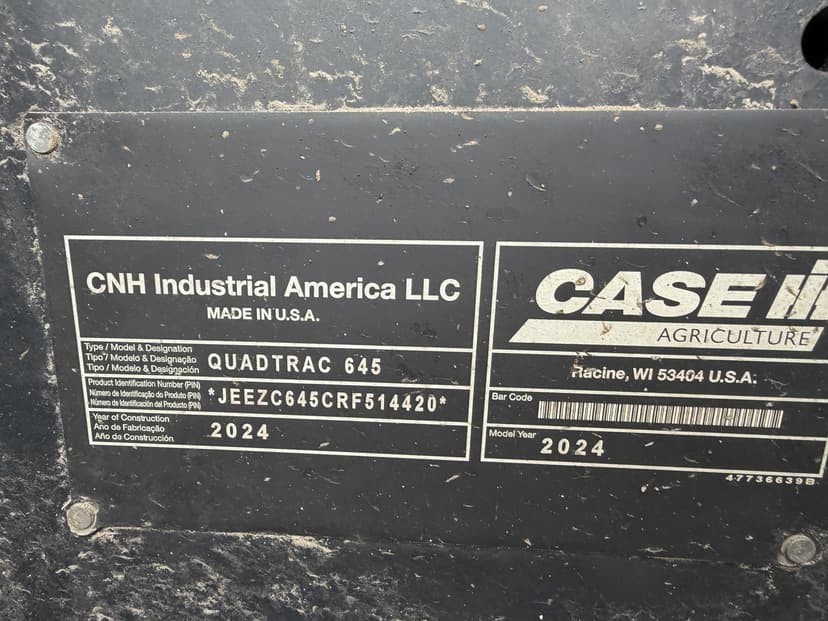 CNH Industrial America LLC
MADE IN U.S.A.
Type / Model & Designation
Tipo / Modelo & Designação
Tipo / Modelo & Designación
QUADTRAC 645
Product Identification Number (PIN)
Número de Identificação do Produto (PIN)
Número de Identificación del Producto (PIN)
*JEEZC645CRF514420*
Year of Construction
Ano de Fabricação
Año de Construcción
2024
CASE IH
AGRICULTURE
Racine, WI 53404 U.S.A.
Bar Code
Model Year
2024
47736639B